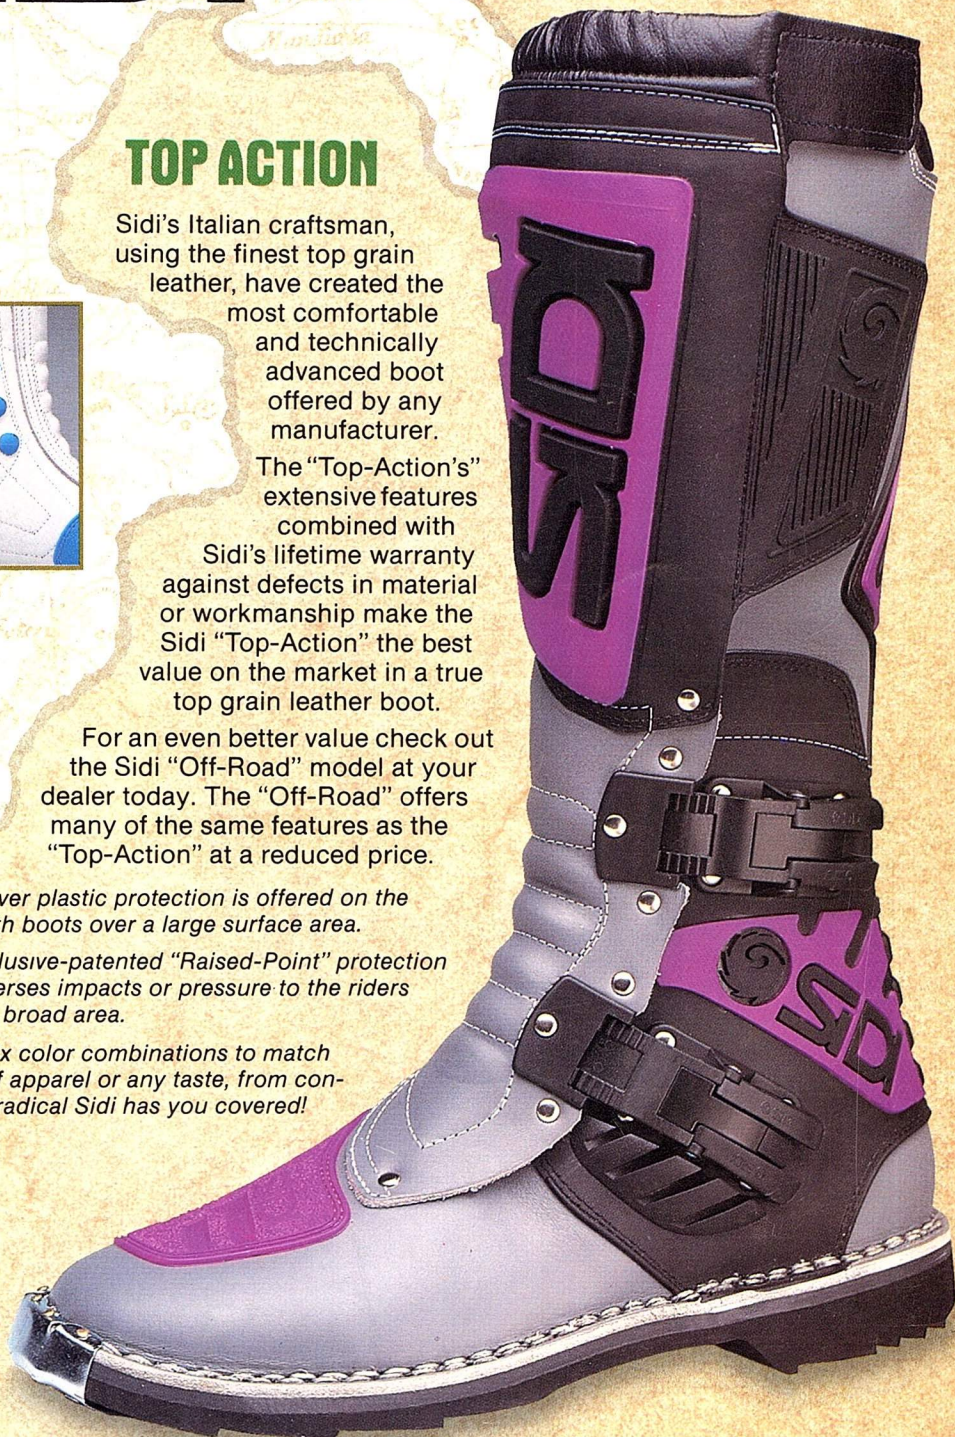 TOP ACTION
Sidi's Italian craftsman,
using the finest top grain
leather, have created the
most comfortable
and technically
advanced boot
offered by any
manufacturer.
The "Top-Action's"
extensive features
combined with
Sidi's lifetime warranty
against defects in material
or workmanship make the
Sidi "Top-Action" the best
value on the market in a true
top grain leather boot.
For an even better value check out
the Sidi "Off-Road" model at your
dealer today. The "Off-Road" offers
many of the same features as the
"Top-Action" at a reduced price.
ver plastic protection is offered on the
th boots over a large surface area.
lusive-patented "Raised-Point" protection
erses impacts or pressure to the riders
broad area.
x color combinations to match
f apparel or any taste, from con-
radical Sidi has you covered!
SIDI
SIDI